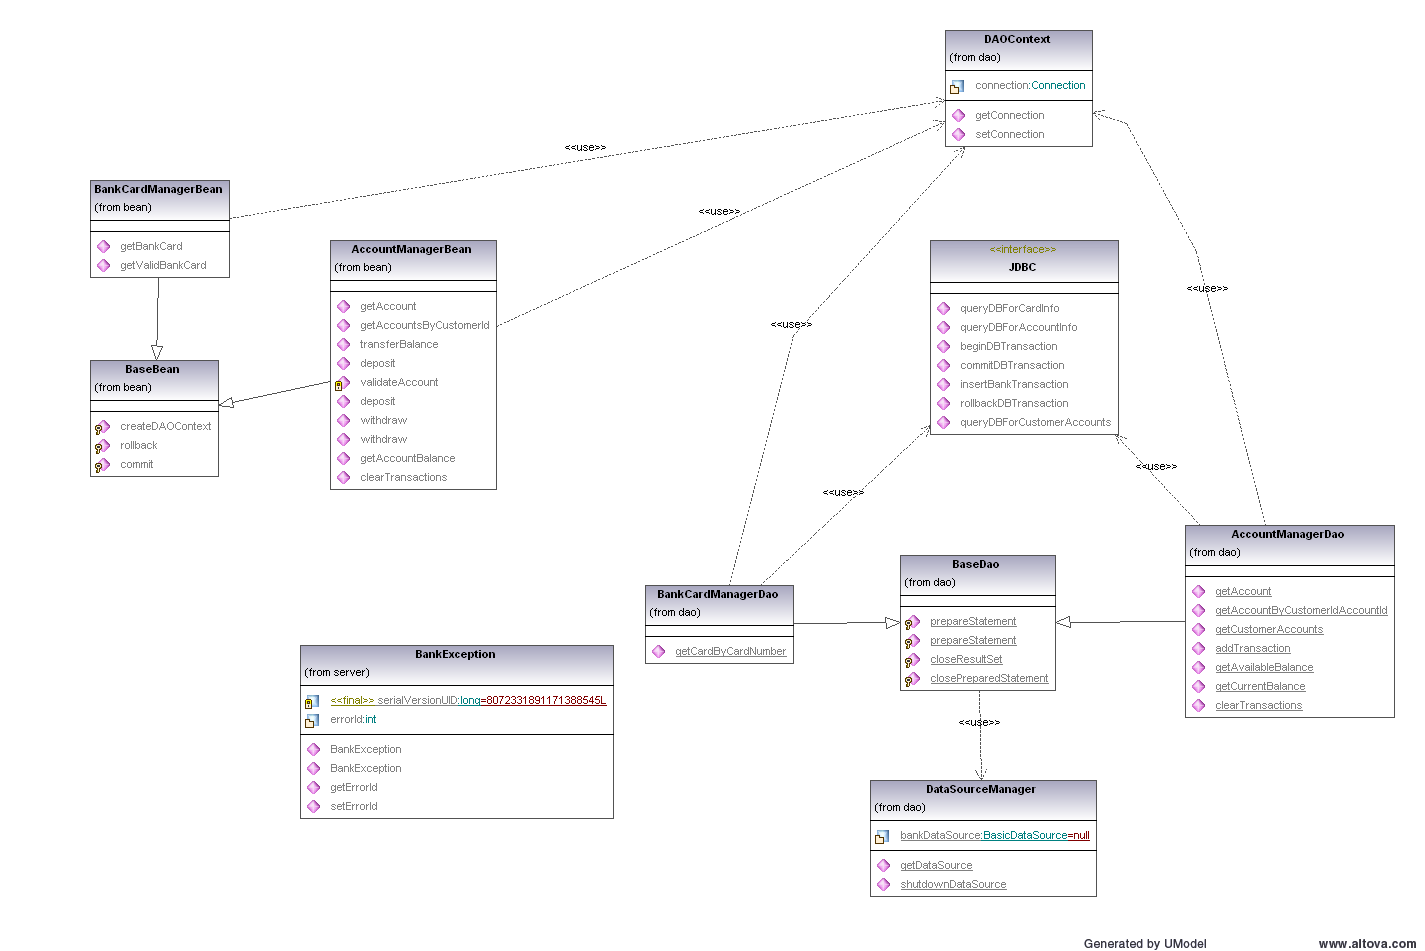 DAOContext
(from dao)
connection:Connection
getConnection
setConnection
<<use>>
BankCardManagerBean
(from bean)
getBankCard
getValidBankCard
<<use>>
AccountManagerBean
(from bean)
getAccount
getAccountsByCustomerId
transferBalance
deposit
validateAccount
deposit
withdraw
withdraw
getAccountBalance
clearTransactions
<<interface>>
JDBC
queryDBForCardInfo
queryDBForAccountInfo
beginDBTransaction
commitDBTransaction
insertBankTransaction
rollbackDBTransaction
queryDBForCustomerAccounts
<<use>>
<<use>>
BaseBean
(from bean)
createDAOContext
rollback
commit
<<use>>
<<use>>
AccountManagerDao
(from dao)
getAccount
getAccountByCustomerIdAccountId
getCustomerAccounts
addTransaction
getAvailableBalance
getCurrentBalance
clearTransactions
BaseDao
(from dao)
prepareStatement
prepareStatement
closeResultSet
closePreparedStatement
BankCardManagerDao
(from dao)
getCardByCardNumber
BankException
(from server)
<<final>> serialVersionUID:long=8072331891171388545L
errorId:int
BankException
BankException
getErrorId
setErrorId
<<use>>
DataSourceManager
(from dao)
bankDataSource:BasicDataSource=null
getDataSource
shutdownDataSource
Generated by UModel
www.altova.com